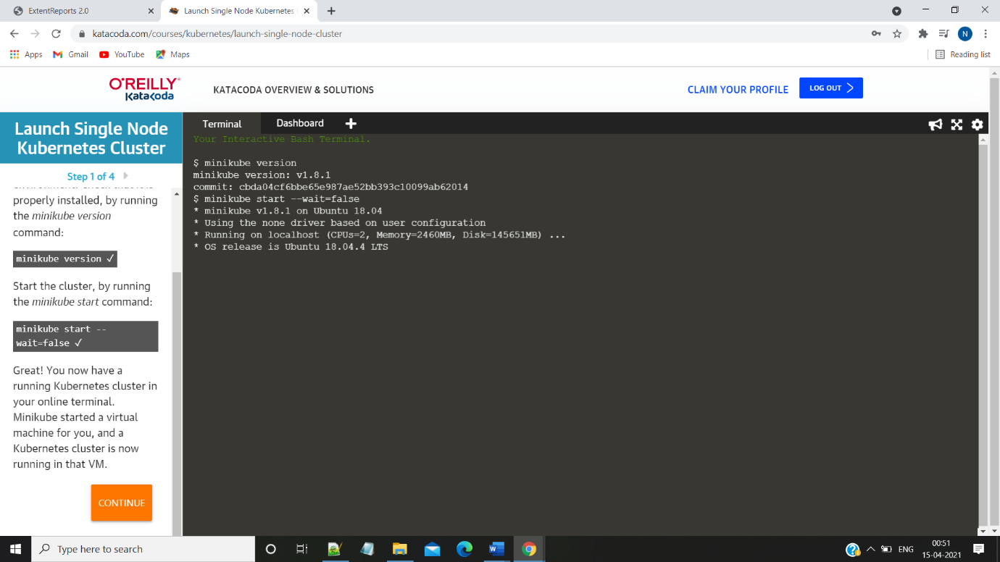 ExtentReports 2.0
Launch Single Node Kubernetes
katacoda.com/courses/kubernetes/launch-single-node-cluster
N
Apps
Gmail
YouTube
Maps
Reading list
O'REILLY®
Katakoda
KATACODA OVERVIEW & SOLUTIONS
CLAIM YOUR PROFILE
LOG OUT
Launch Single Node
Kubernetes Cluster
Step 1 of 4
properly installed, by running
the minikube version
command:
minikube version ✓
Start the cluster, by running
the minikube start command:
minikube start --
wait=false ✓
Great! You now have a
running Kubernetes cluster in
your online terminal.
Minikube started a virtual
machine for you, and a
Kubernetes cluster is now
running in that VM.
CONTINUE
Terminal
Dashboard
Your Interactive Bash Terminal.
$ minikube version
minikube version: v1.8.1
commit: cbda04cf6bbe65e987ae52bb393c10099ab62014
$ minikube start --wait=false
* minikube v1.8.1 on Ubuntu 18.04
* Using the none driver based on user configuration
* Running on localhost (CPUs=2, Memory=2460MB, Disk=145651MB) ...
* OS release is Ubuntu 18.04.4 LTS
Type here to search
ENG
00:51
15-04-2021